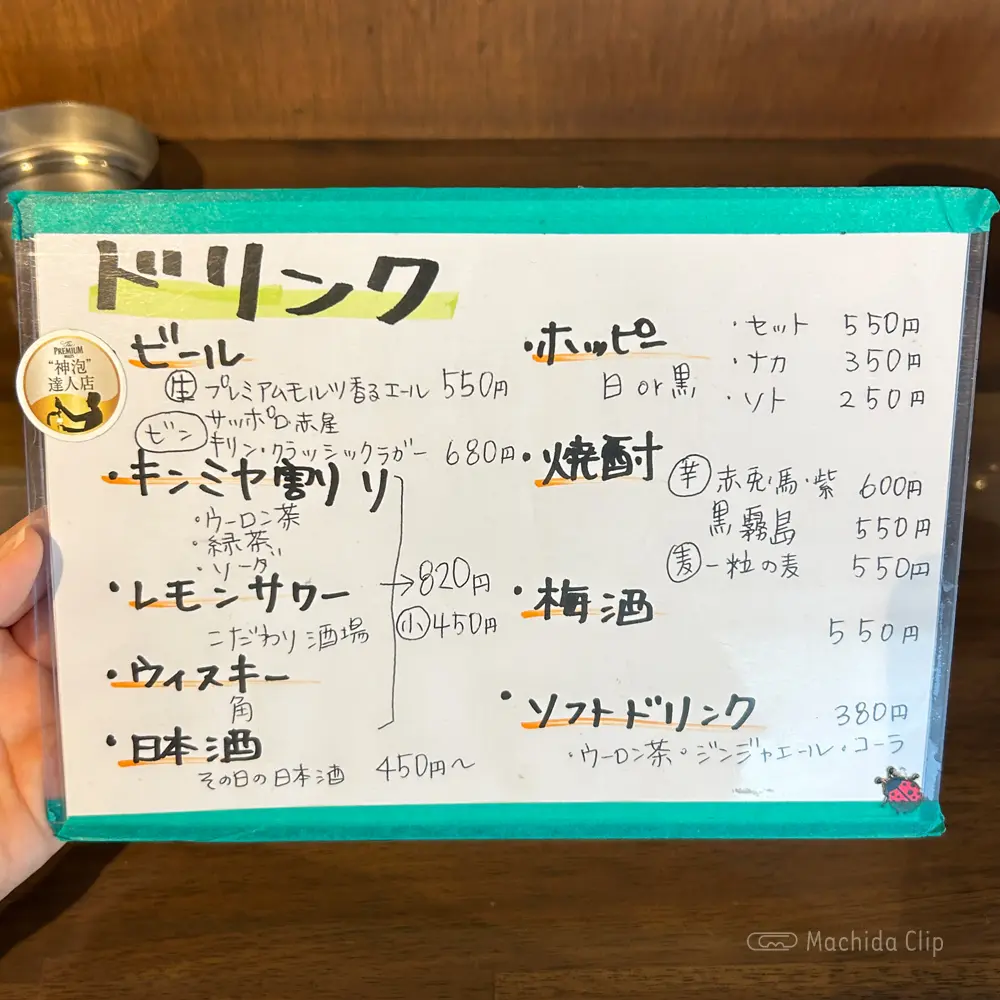 ドリンク
PREMIUM
MALT'S
"神泡"
達人店
ビール
生 プレミアムモルツ香るエール 550円
ビン サッポロ・赤星
キリン・クラッシックラガー 680円
・キンミヤ割り り
・ウーロン茶
・緑茶
・ソーダ
・レモンサワー
こだわり酒場
→820円
小 450円
・ウィスキー
角
・日本酒
その日の日本酒 450円〜
・ホッピー
白 or 黒
・セット 550円
・ナカ 350円
・ソト 250円
・焼酎
芋 赤兎馬・紫 600円
黒霧島 550円
麦 一粒の麦 550円
・梅酒
550円
・ソフトドリンク 380円
・ウーロン茶・ジンジャエール・コーラ
Machida Clip